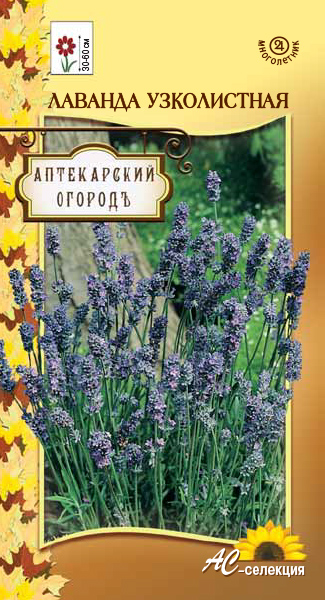 30-60 см
многолетник
ЛАВАНДА УЗКОЛИСТНАЯ
АПТЕКАРСКИЙ
ОГОРОДЪ
АС-селекция